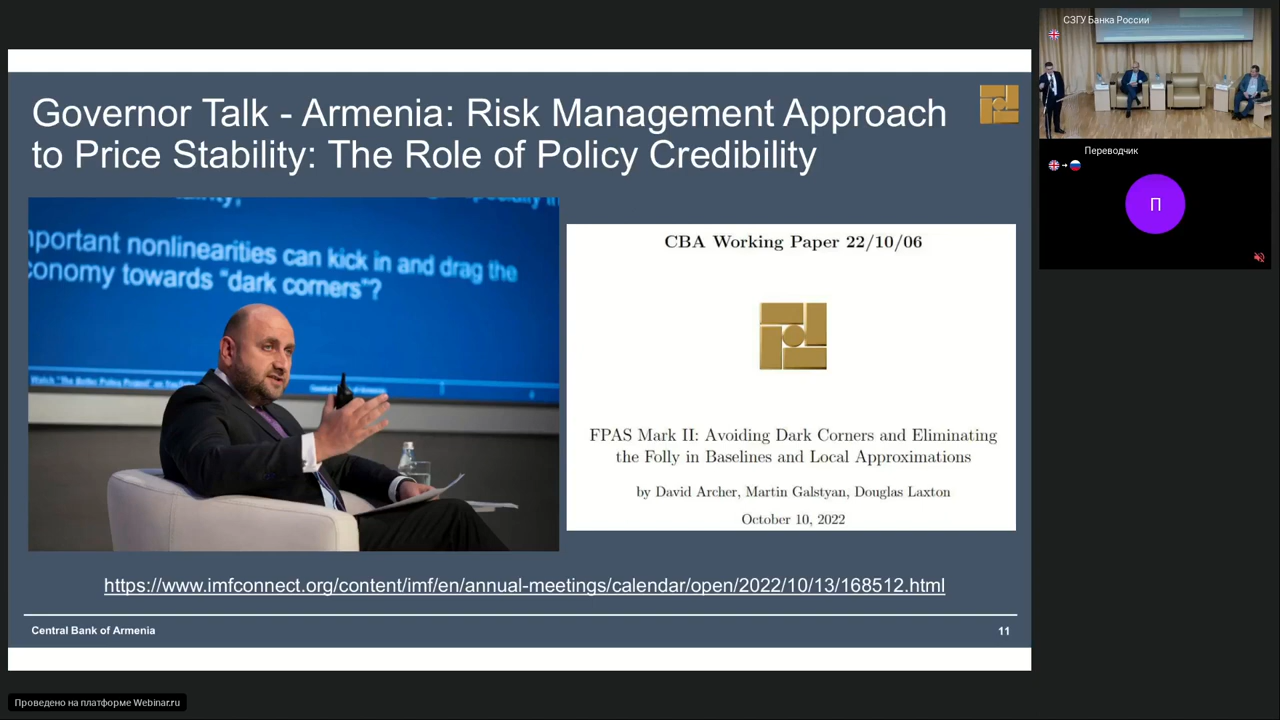 Governor Talk - Armenia: Risk Management Approach
to Price Stability: The Role of Policy Credibility
important nonlinearities can kick in and drag the
economy towards “dark corners”?
CBA Working Paper 22/10/06
FPAS Mark II: Avoiding Dark Corners and Eliminating
the Folly in Baselines and Local Approximations
by David Archer, Martin Galstyan, Douglas Laxton
October 10, 2022
https://www.imfconnect.org/content/imf/en/annual-meetings/calendar/open/2022/10/13/168512.html
Central Bank of Armenia
11
СЗГУ Банка России
Переводчик
П
Проведено на платформе Webinar.ru